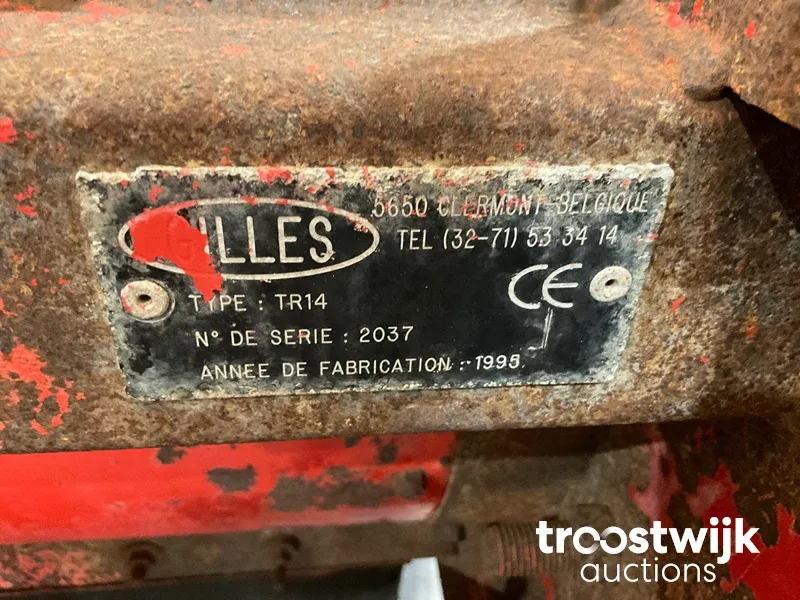 GILLES
5650 CLERMONT-BELGIQUE
TEL (32-71) 53 34 14
CE
TYPE : TR14
N° DE SERIE : 2037
ANNEE DE FABRICATION : 1995
troostwijk
auctions